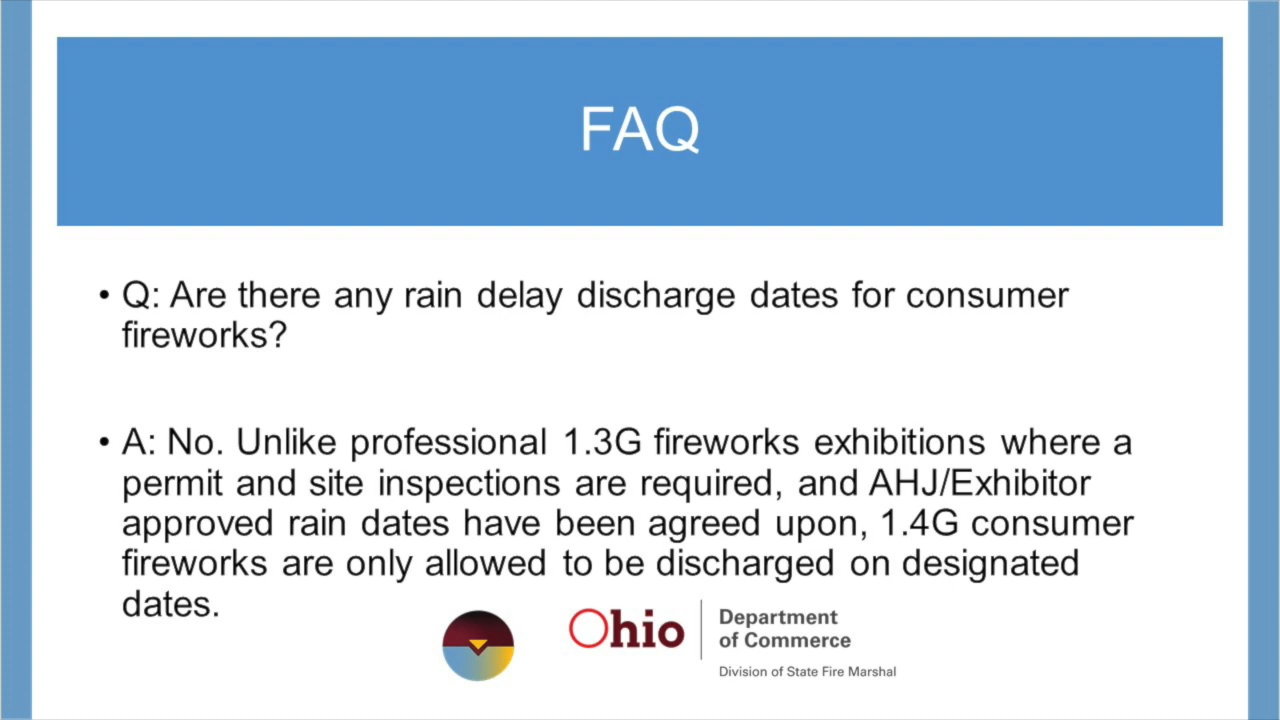 FAQ
• Q: Are there any rain delay discharge dates for consumer
fireworks?
• A: No. Unlike professional 1.3G fireworks exhibitions where a
permit and site inspections are required, and AHJ/Exhibitor
approved rain dates have been agreed upon, 1.4G consumer
fireworks are only allowed to be discharged on designated
dates.
Ohio
Department
of Commerce
Division of State Fire Marshal